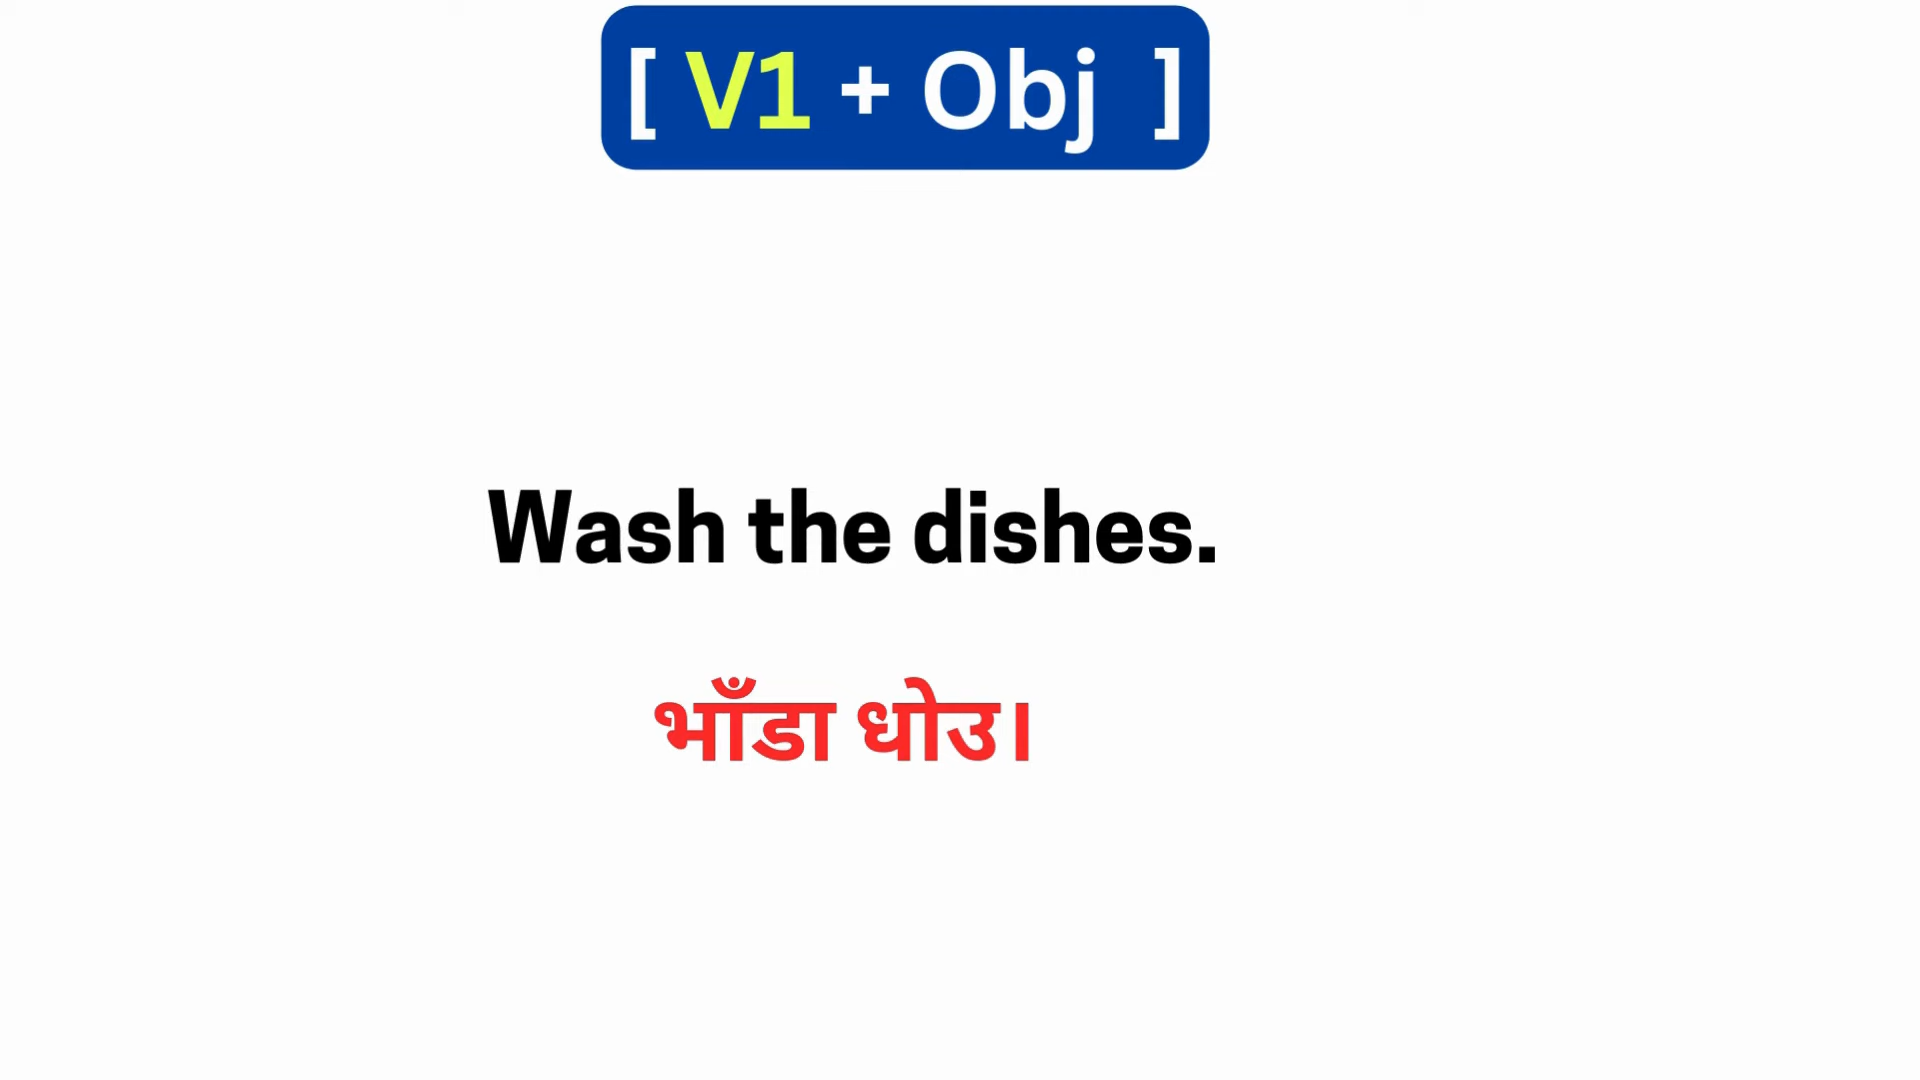 [ V1 + Obj ]
Wash the dishes.
भाँडा धोउ।